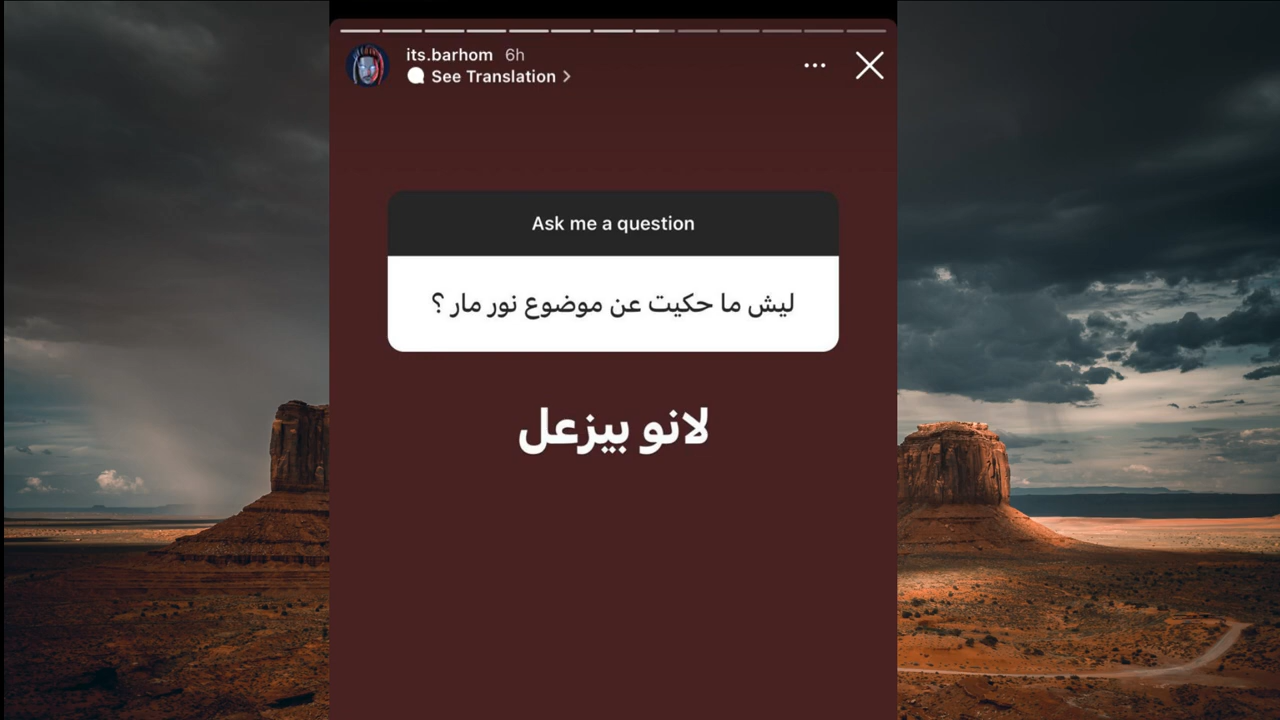 its.barhom 6h
See Translation
Ask me a question
ليش ما حكيت عن موضوع نور مار ؟
لانو بيزعل